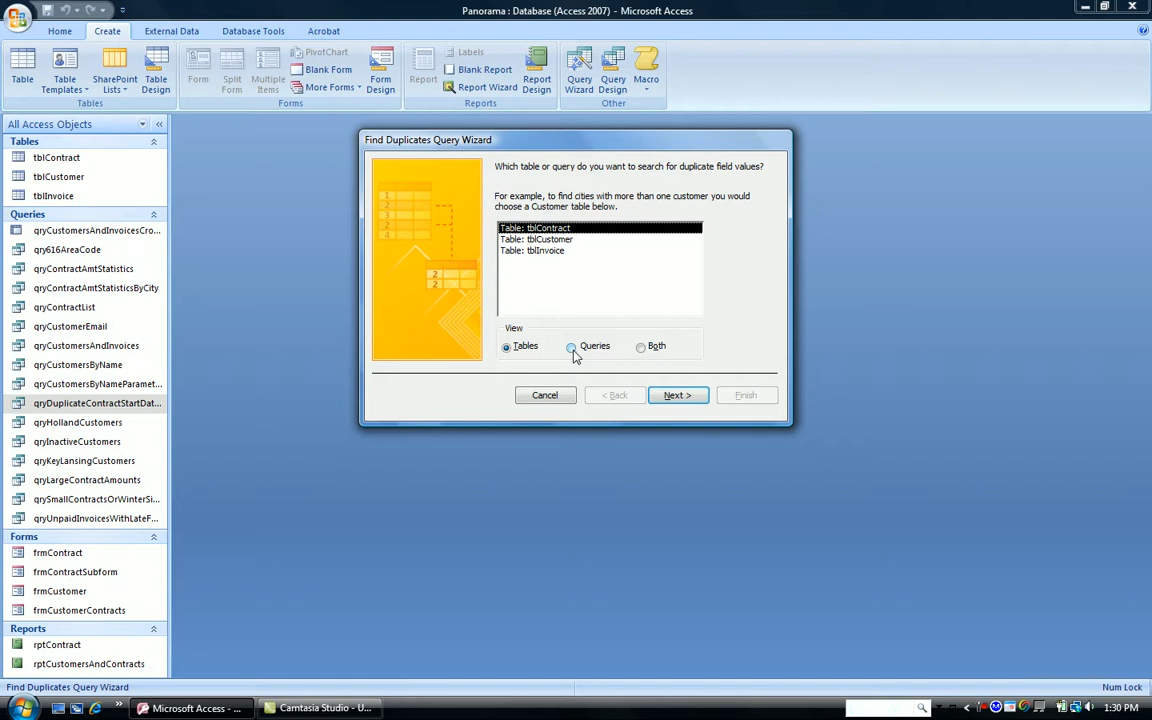 Panorama : Database (Access 2007) - Microsoft Access
Home Create External Data Database Tools Acrobat
Table
Table Templates
SharePoint Lists
Table Design
Tables
Form
Split Form
Multiple Items
PivotChart
Blank Form
More Forms
Form Design
Forms
Report
Labels
Blank Report
Report Wizard
Report Design
Reports
Query Wizard
Query Design
Macro
Other
All Access Objects
Tables
tblContract
tblCustomer
tblInvoice
Queries
qryCustomersAndInvoicesCro...
qry616AreaCode
qryContractAmtStatistics
qryContractAmtStatisticsByCity
qryContractList
qryCustomerEmail
qryCustomersAndInvoices
qryCustomersByName
qryCustomersByNameParamet...
qryDuplicateContractStartDat...
qryHollandCustomers
qryInactiveCustomers
qryKeyLansingCustomers
qryLargeContractAmounts
qrySmallContractsOrWinterSi...
qryUnpaidInvoicesWithLateF...
Forms
frmContract
frmContractSubform
frmCustomer
frmCustomerContracts
Reports
rptContract
rptCustomersAndContracts
Find Duplicates Query Wizard
Which table or query do you want to search for duplicate field values?
For example, to find cities with more than one customer you would
choose a Customer table below.
Table: tblContract
Table: tblCustomer
Table: tblInvoice
View
Tables Queries Both
Cancel < Back Next > Finish
Find Duplicates Query Wizard
Num Lock
Microsoft Access - ...
Camtasia Studio - U...
1:30 PM